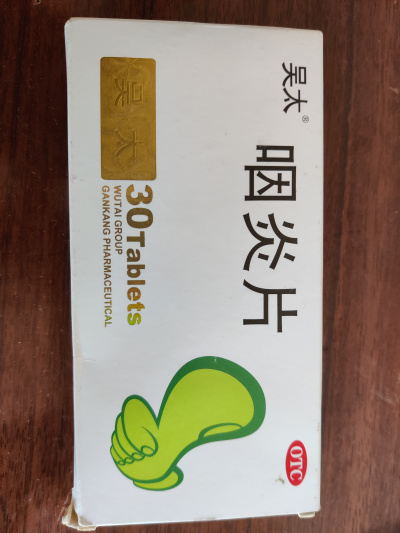 吴太®
咽炎片
吴太
30Tablets
WUTAI GROUP
GANKANG PHARMACEUTICAL
OTC